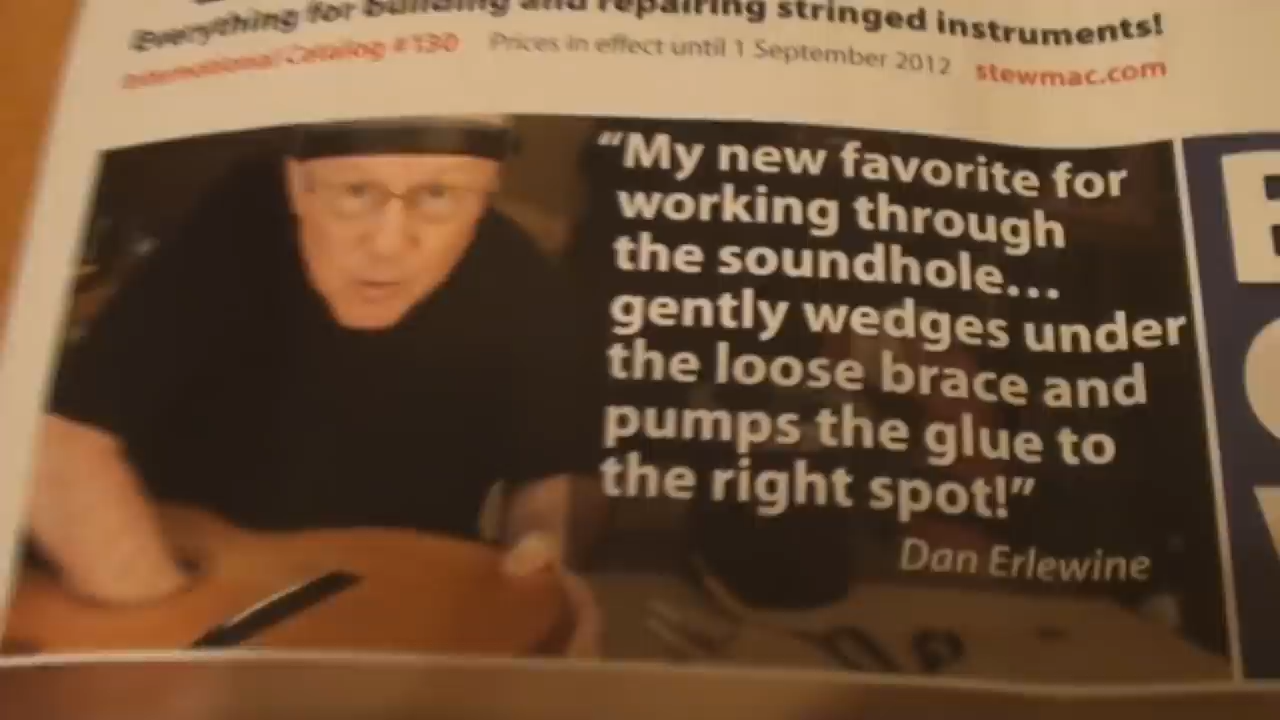 Everything for building and repairing stringed instruments!
International Catalog #130 Prices in effect until 1 September 2012 stewmac.com
“My new favorite for
working through
the soundhole...
gently wedges under
the loose brace and
pumps the glue to
the right spot!”
Dan Erlewine